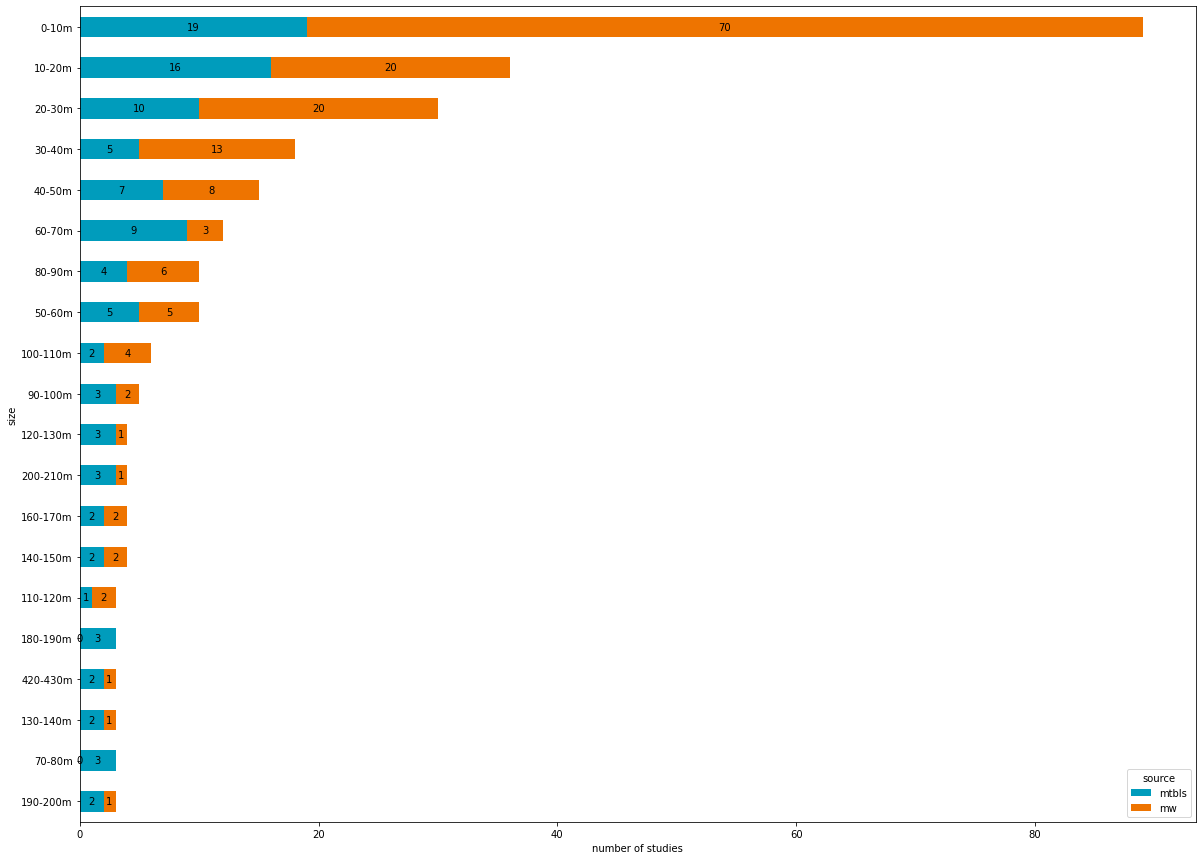 0-10m 19 70
10-20m 16 20
20-30m 10 20
30-40m 5 13
40-50m 7 8
60-70m 9 3
80-90m 4 6
50-60m 5 5
100-110m 2 4
90-100m 3 2
size
120-130m 3 1
200-210m 3 1
160-170m 2 2
140-150m 2 2
110-120m 1 2
180-190m 0 3
420-430m 2 1
130-140m 2 1
70-80m 0 3
190-200m 2 1
source
mtbls
mw
0 20 40 60 80
number of studies